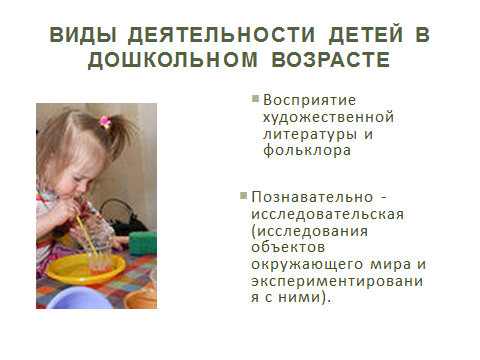 ВИДЫ ДЕЯТЕЛЬНОСТИ ДЕТЕЙ В
ДОШКОЛЬНОМ ВОЗРАСТЕ
Восприятие
художественной
литературы и
фольклора
Познавательно -
исследовательская
(исследования
объектов
окружающего мира и
экспериментировани
я с ними).